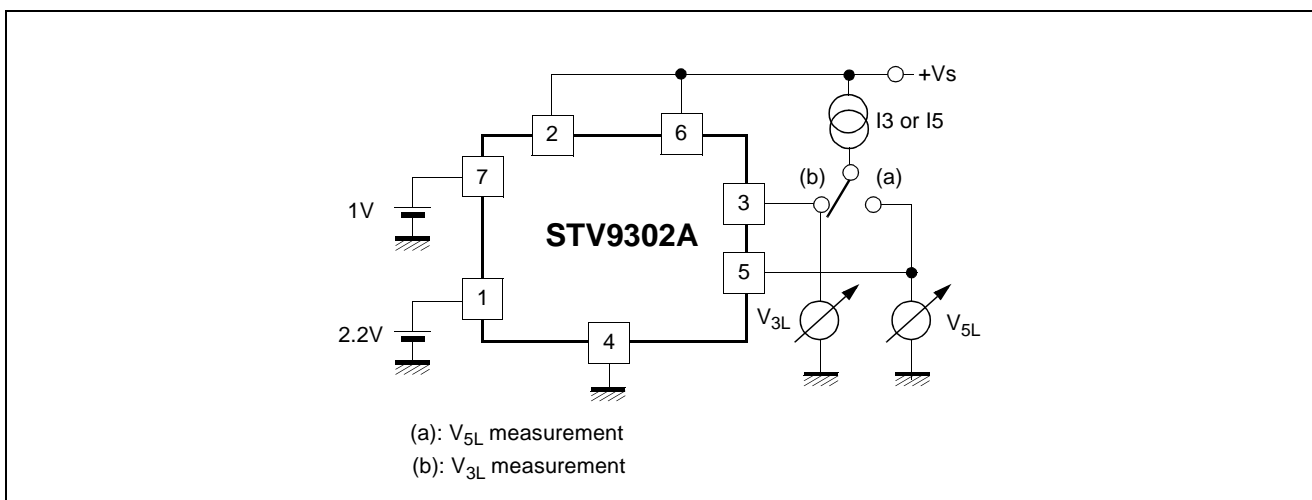 +Vs
I3 or I5
2
6
7
(b)
(a)
1V
3
STV9302A
5
1
V3L
V5L
2.2V
4
(a): V5L measurement
(b): V3L measurement